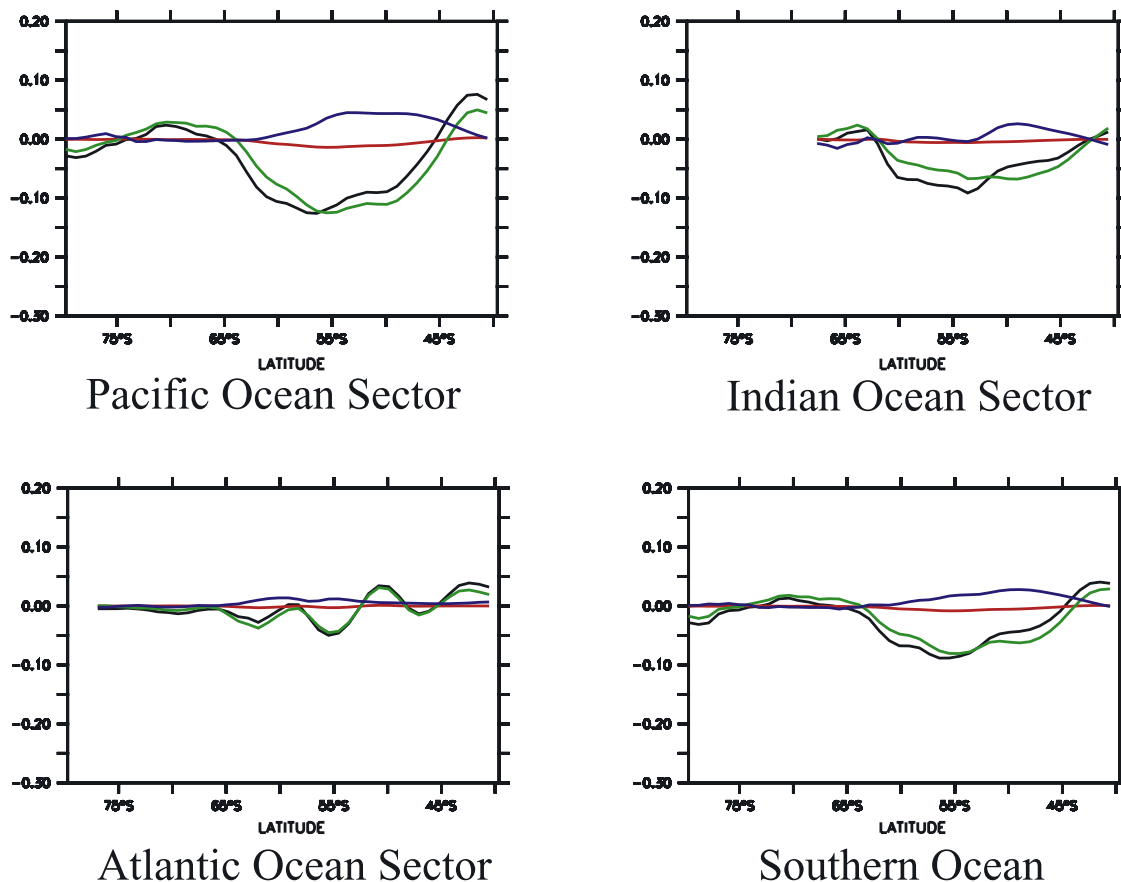 0.20
0.10
0.00
−0.10
−0.20
−0.30
75°S 65°S 55°S 45°S
LATITUDE
Pacific Ocean Sector
0.20
0.10
0.00
−0.10
−0.20
−0.30
75°S 65°S 55°S 45°S
LATITUDE
Indian Ocean Sector
0.20
0.10
0.00
−0.10
−0.20
−0.30
75°S 65°S 55°S 45°S
LATITUDE
Atlantic Ocean Sector
0.20
0.10
0.00
−0.10
−0.20
−0.30
75°S 65°S 55°S 45°S
LATITUDE
Southern Ocean